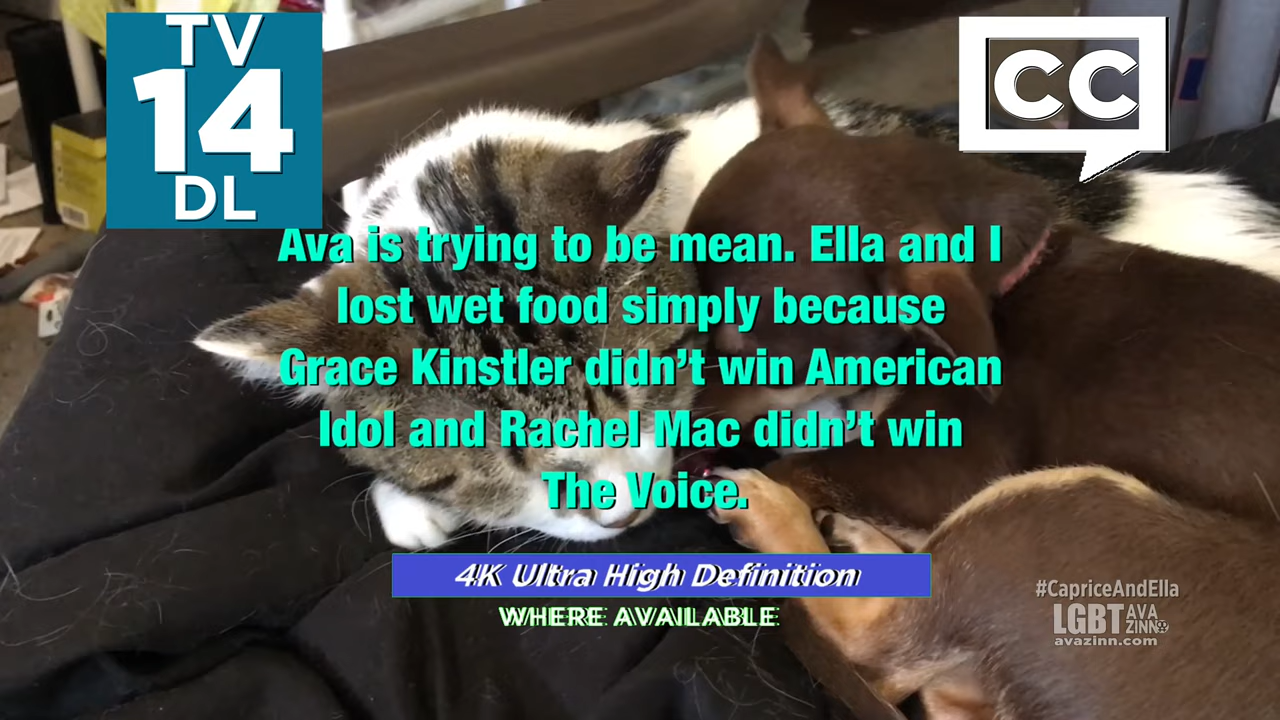 TV
14
DL
CC
Ava is trying to be mean. Ella and I
lost wet food simply because
Grace Kinstler didn't win American
Idol and Rachel Mac didn't win
The Voice.
4K Ultra High Definition
WHERE AVAILABLE
#CapriceAndElla
LGBT AVA
ZINN
avazinn.com